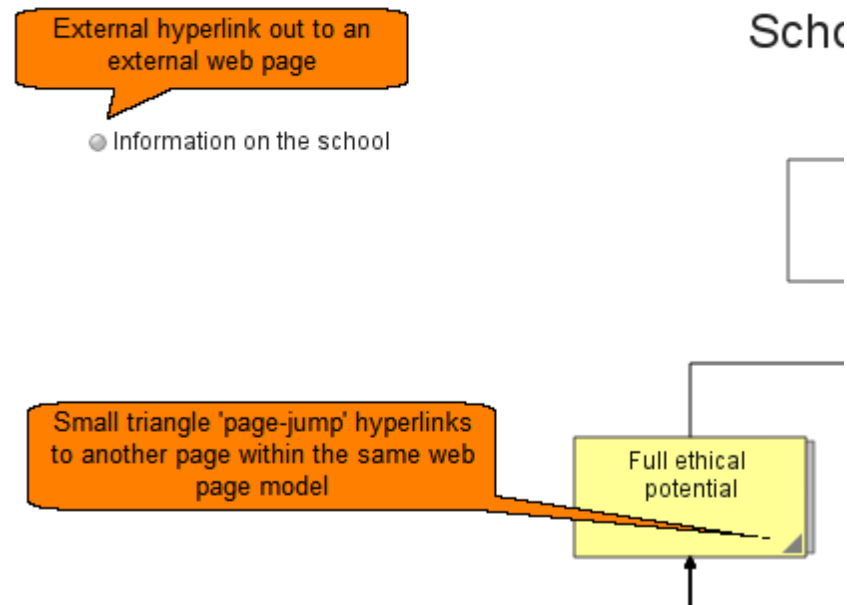 External hyperlink out to an
external web page
Information on the school
Small triangle 'page-jump' hyperlinks
to another page within the same web
page model
Full ethical
potential